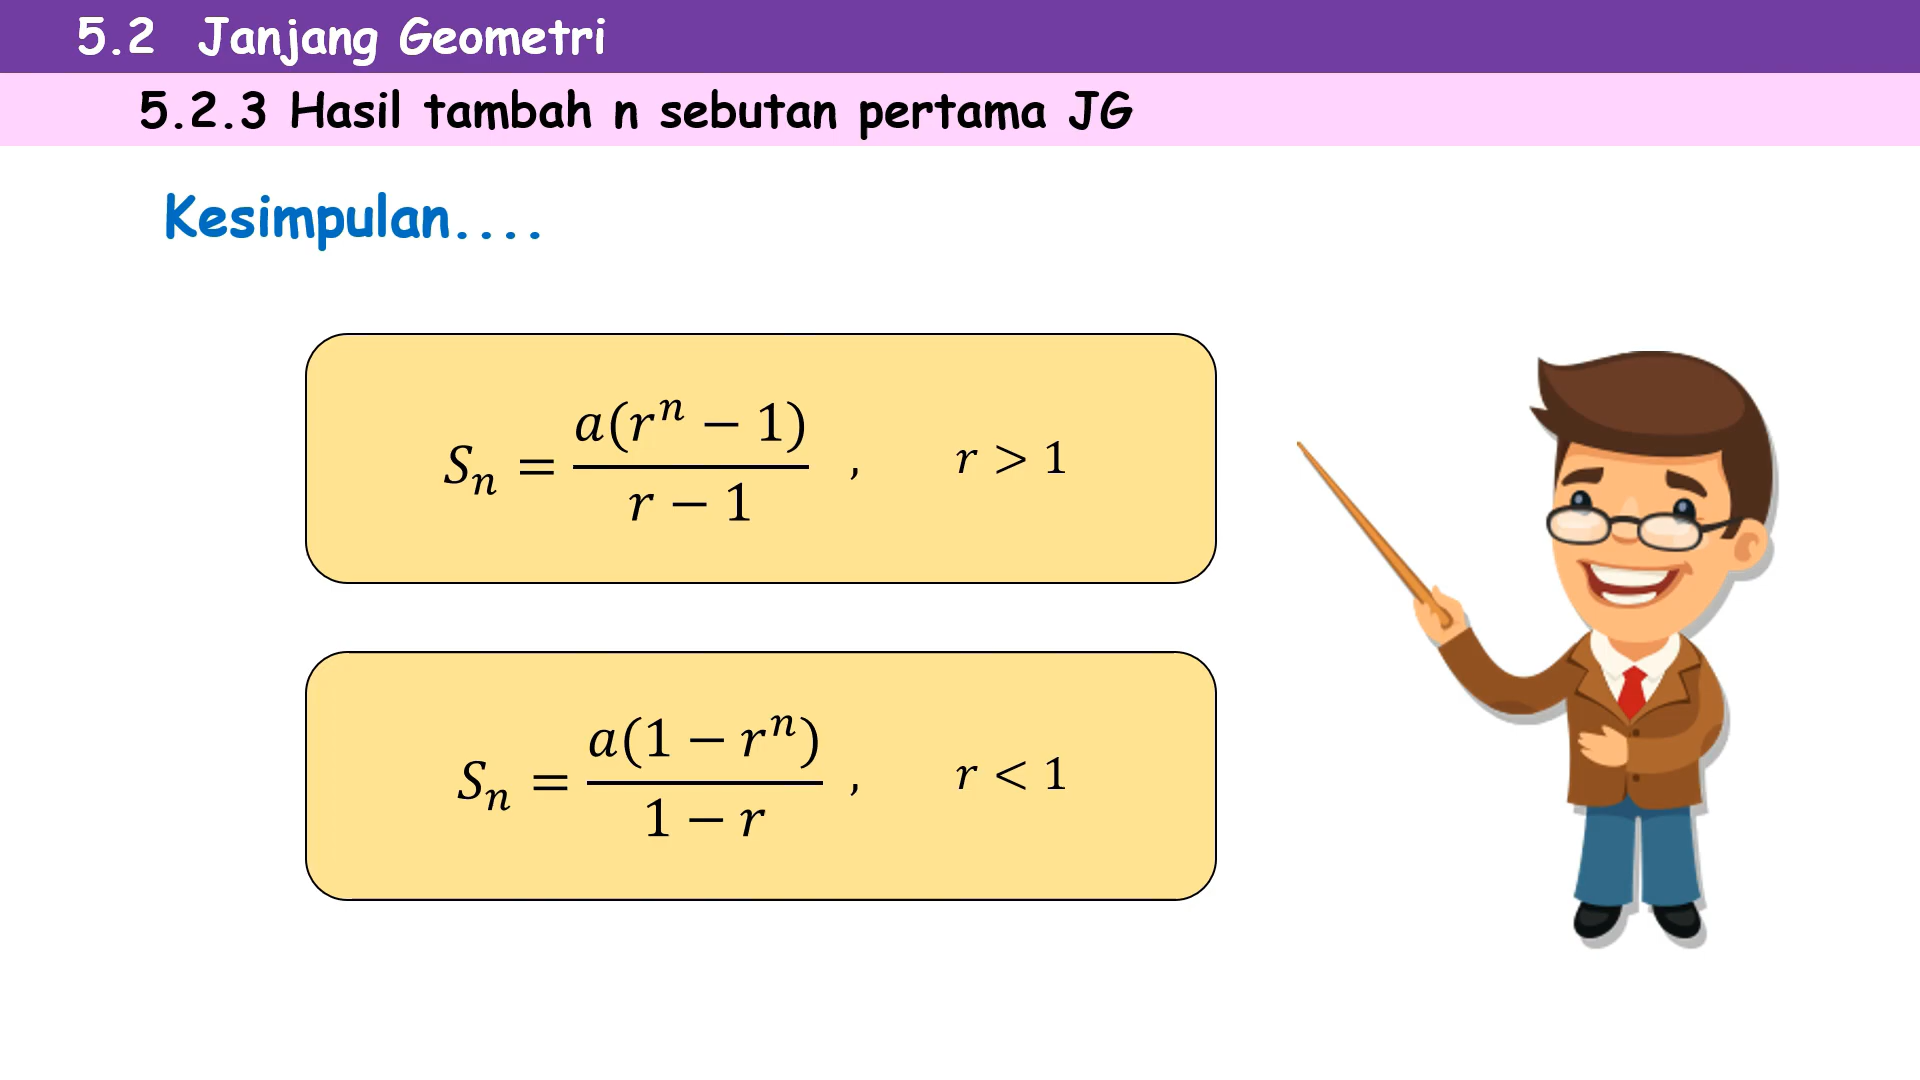 5.2 Janjang Geometri
5.2.3 Hasil tambah n sebutan pertama JG
Kesimpulan....
Sₙ = a(rⁿ − 1) / (r − 1) , r > 1
Sₙ = a(1 − rⁿ) / (1 − r) , r < 1